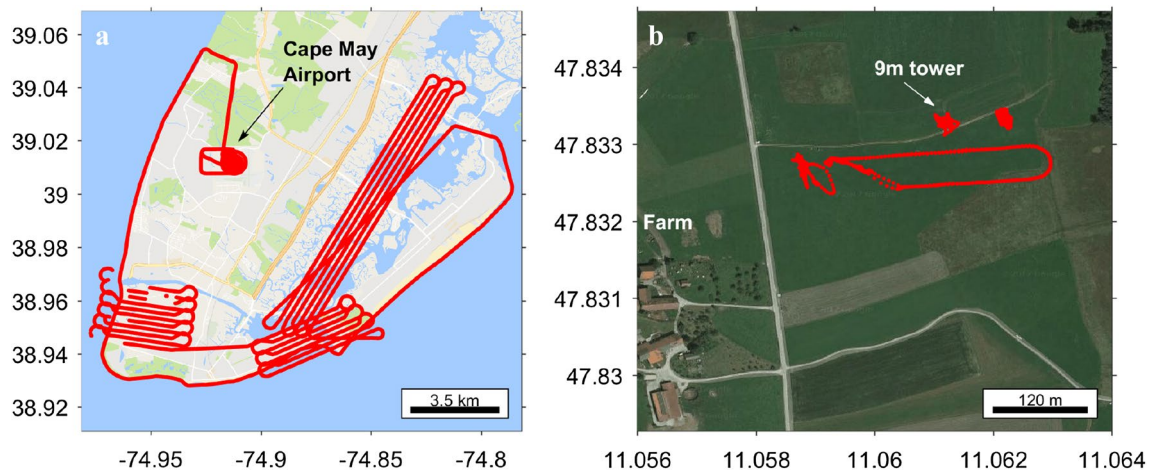 a
Cape May
Airport
39.06
39.04
39.02
39
38.98
38.96
38.94
38.92
3.5 km
-74.95
-74.9
-74.85
-74.8
b
9m tower
Farm
47.834
47.833
47.832
47.831
47.83
120 m
11.056
11.058
11.06
11.062
11.064